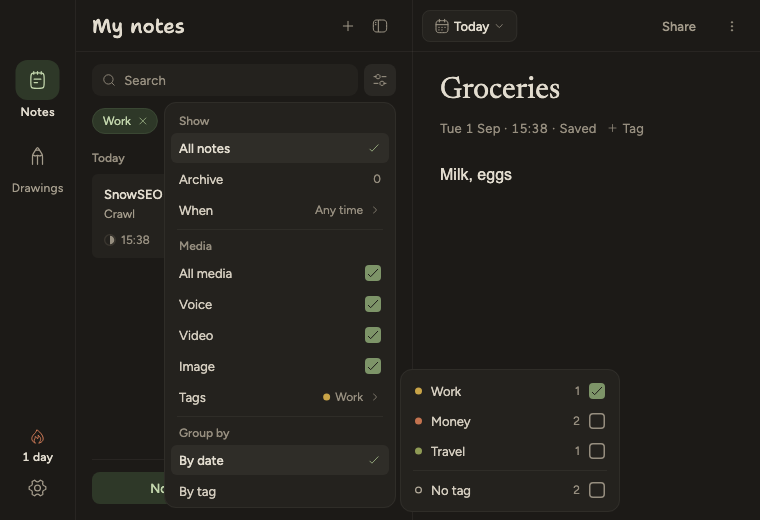 My notes
Today
Share
Search
Notes
Drawings
Work
Today
SnowSEO
Crawl
15:38
Show
All notes
Archive 0
When Any time
Media
All media
Voice
Video
Image
Tags Work
Group by
By date
By tag
Work 1
Money 2
Travel 1
No tag 2
Groceries
Tue 1 Sep · 15:38 · Saved + Tag
Milk, eggs
1 day